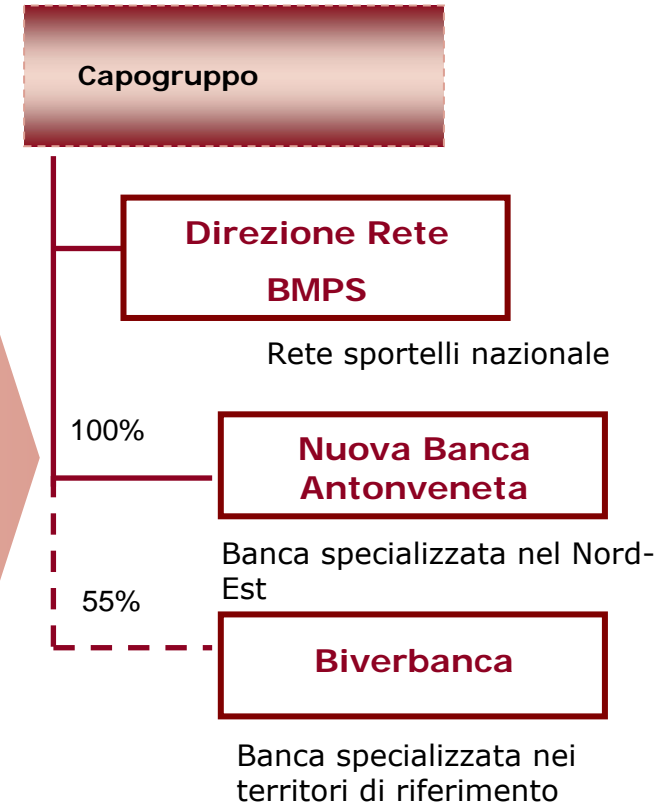 Capogruppo
Direzione Rete
BMPS
Rete sportelli nazionale
100%
Nuova Banca
Antonveneta
Banca specializzata nel Nord-
Est
55%
Biverbanca
Banca specializzata nei
territori di riferimento